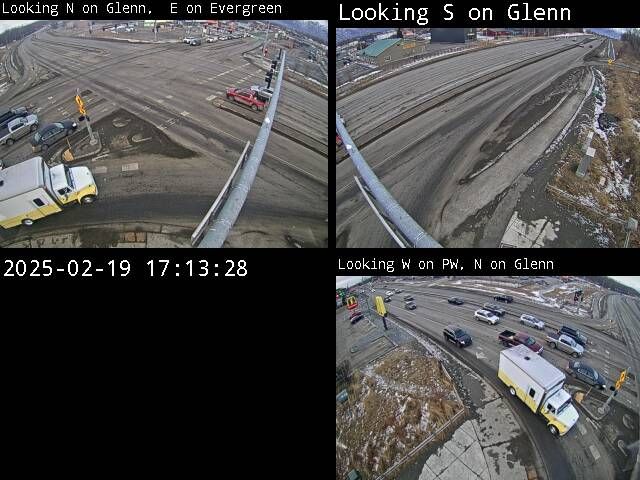 Looking N on Glenn,  E on Evergreen
Looking S on Glenn
2025-02-19 17:13:28
Looking W on PW, N on Glenn